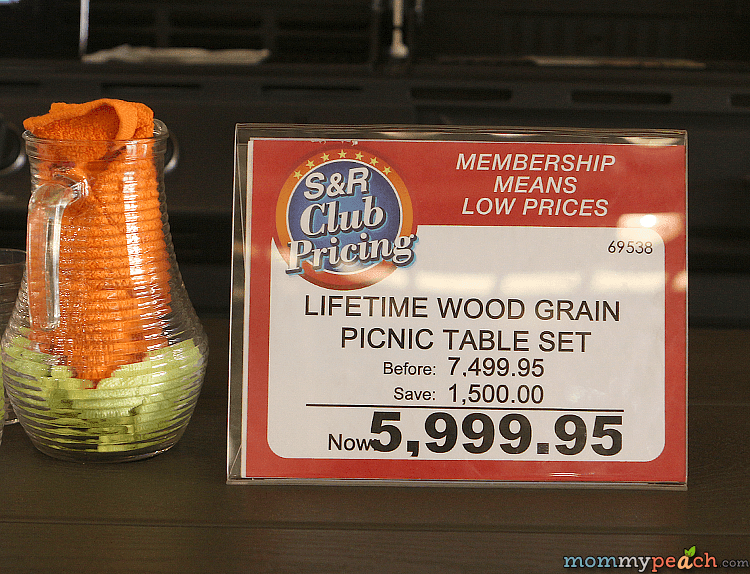 S&R
Club
Pricing
MEMBERSHIP
MEANS
LOW PRICES
69538
LIFETIME WOOD GRAIN
PICNIC TABLE SET
Before: 7,499.95
Save: 1,500.00
Now 5,999.95
mommypeach.com